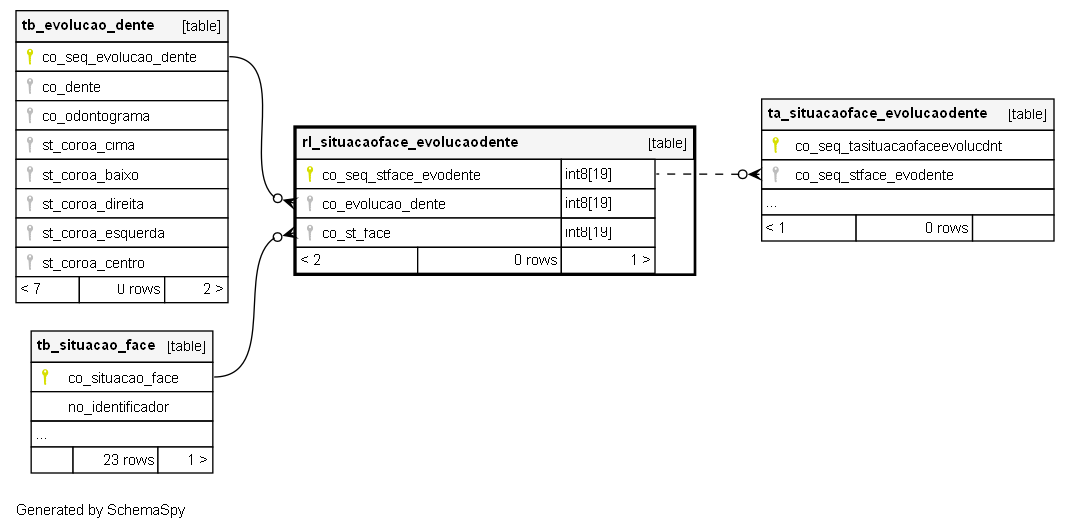 tb_evolucao_dente [table]
co_seq_evolucao_dente
co_dente
co_odontograma
st_coroa_cima
st_coroa_baixo
st_coroa_direita
st_coroa_esquerda
st_coroa_centro
< 7 0 rows 2 >
tb_situacao_face [table]
co_situacao_face
no_identificador
...
23 rows 1 >
rl_situacaoface_evolucaodente [table]
co_seq_stface_evodente int8[19]
co_evolucao_dente int8[19]
co_st_face int8[19]
< 2 0 rows 1 >
ta_situacaoface_evolucaodente [table]
co_seq_tasituacaofaceevolucdnt
co_seq_stface_evodente
...
< 1 0 rows
Generated by SchemaSpy